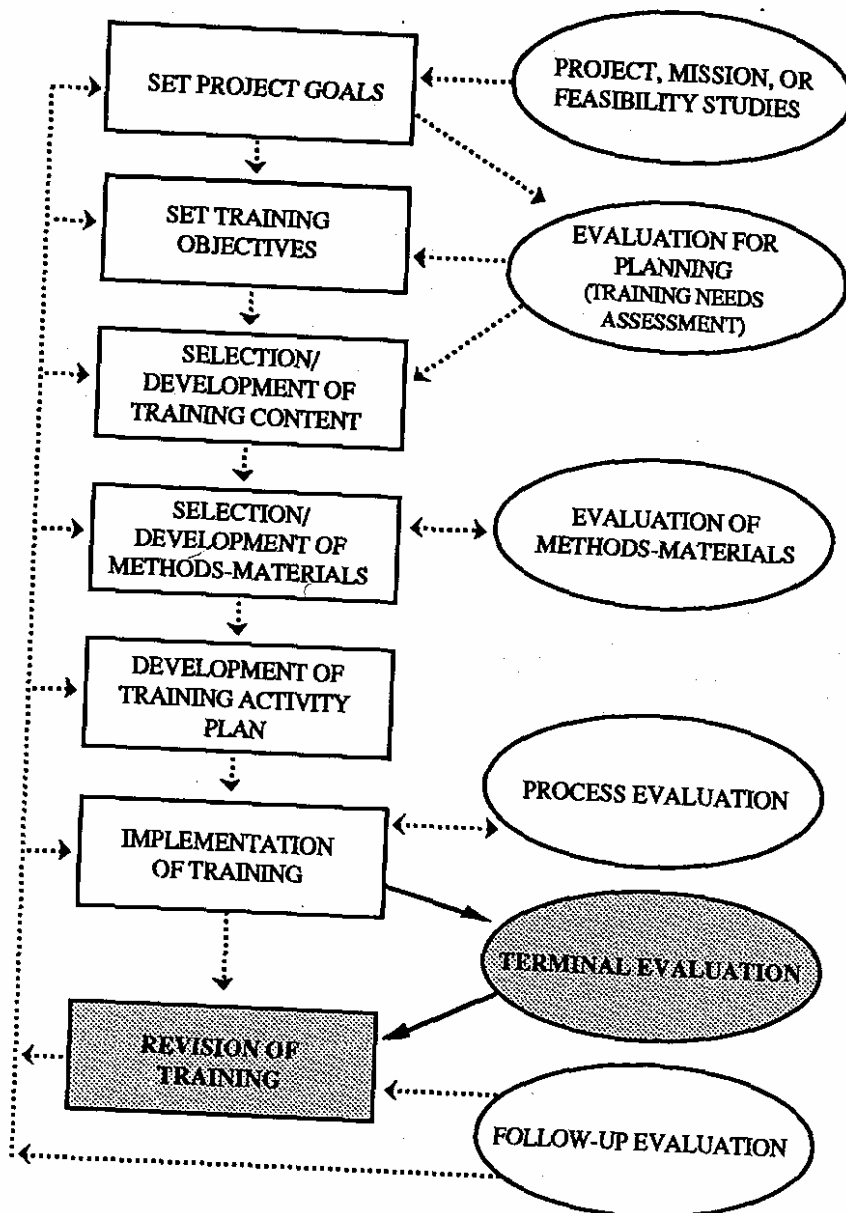 SET PROJECT GOALS
PROJECT, MISSION, OR
FEASIBILITY STUDIES
SET TRAINING
OBJECTIVES
EVALUATION FOR
PLANNING
(TRAINING NEEDS
ASSESSMENT)
SELECTION/
DEVELOPMENT OF
TRAINING CONTENT
SELECTION/
DEVELOPMENT OF
METHODS-MATERIALS
EVALUATION OF
METHODS-MATERIALS
DEVELOPMENT OF
TRAINING ACTIVITY
PLAN
PROCESS EVALUATION
IMPLEMENTATION
OF TRAINING
TERMINAL EVALUATION
REVISION OF
TRAINING
FOLLOW-UP EVALUATION